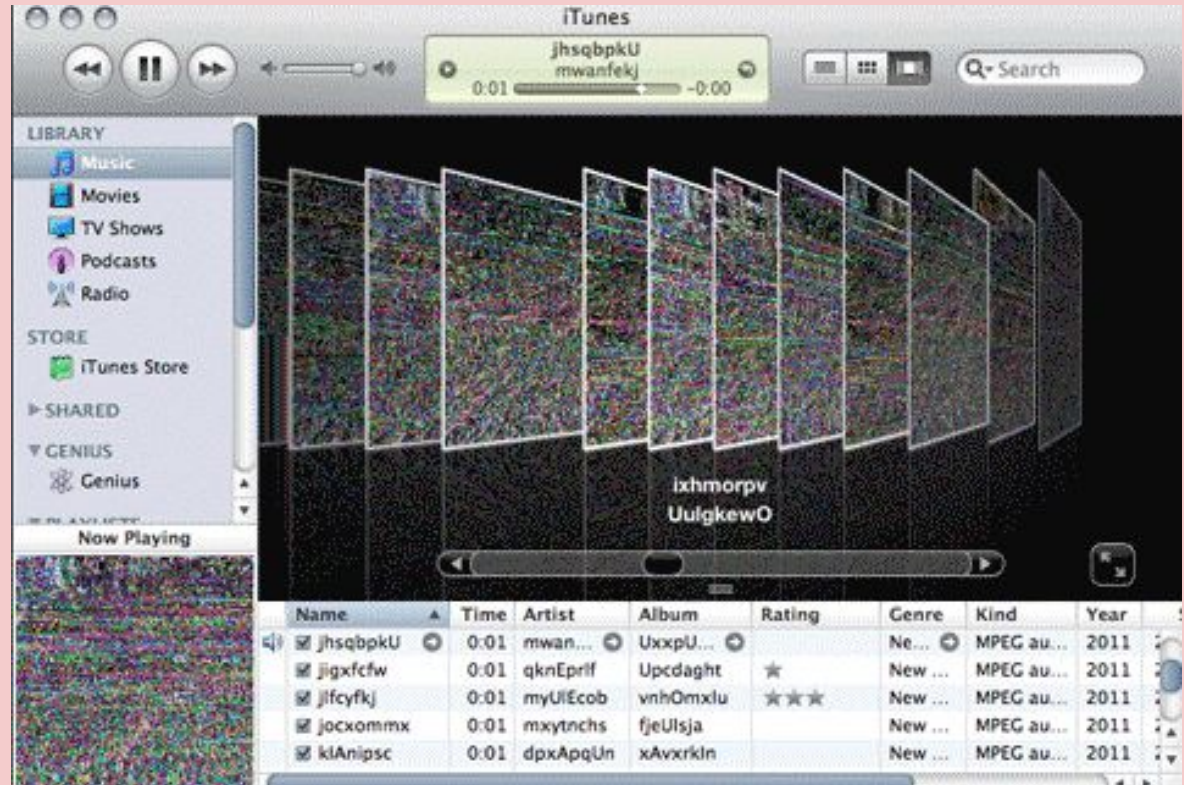 iTunes
jhsqbpkU
mwanfekj
0:01 -0:00
Search
LIBRARY
Music
Movies
TV Shows
Podcasts
Radio
STORE
iTunes Store
SHARED
GENIUS
Genius
Now Playing
ixhmorpv
UulgkewO
Name Time Artist Album Rating Genre Kind Year
jhsqbpkU 0:01 mwan... UxxpU... Ne... MPEG au... 2011
jigxfcfw 0:01 qknEprlf Upcdaght New ... MPEG au... 2011
jlfcyfkj 0:01 myUlEcob vnhOmxlu New ... MPEG au... 2011
jocxommx 0:01 mxytnchs fjeUlsja New ... MPEG au... 2011
klAnipsc 0:01 dpxApqUn xAvxrkln New ... MPEG au... 2011